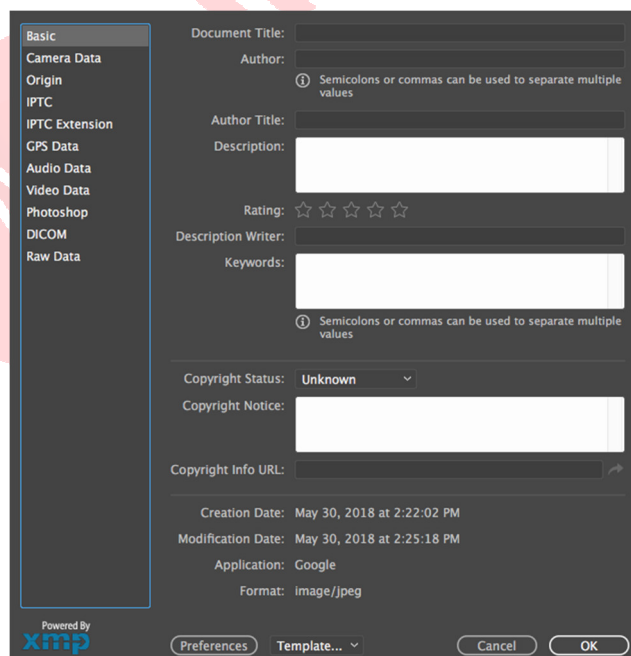 Basic
Camera Data
Origin
IPTC
IPTC Extension
GPS Data
Audio Data
Video Data
Photoshop
DICOM
Raw Data
Document Title:
Author:
Semicolons or commas can be used to separate multiple
values
Author Title:
Description:
Rating:
Description Writer:
Keywords:
Semicolons or commas can be used to separate multiple
values
Copyright Status: Unknown
Copyright Notice:
Copyright Info URL:
Creation Date: May 30, 2018 at 2:22:02 PM
Modification Date: May 30, 2018 at 2:25:18 PM
Application: Google
Format: image/jpeg
Powered By
xmp
Preferences Template... Cancel OK